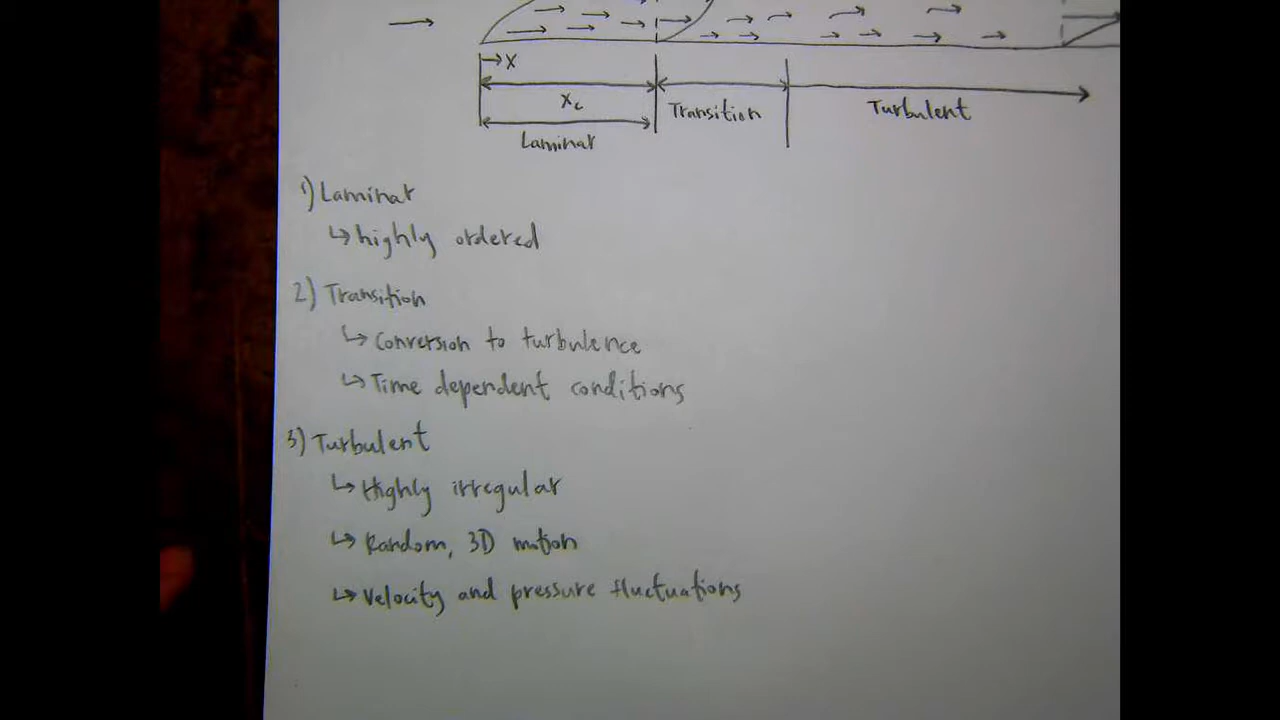 →x
xc
Transition
Turbulent
Laminar
1) Laminar
↳ highly ordered
2) Transition
↳ Conversion to turbulence
↳ Time dependent conditions
3) Turbulent
↳ Highly irregular
↳ Random, 3D motion
↳ Velocity and pressure fluctuations